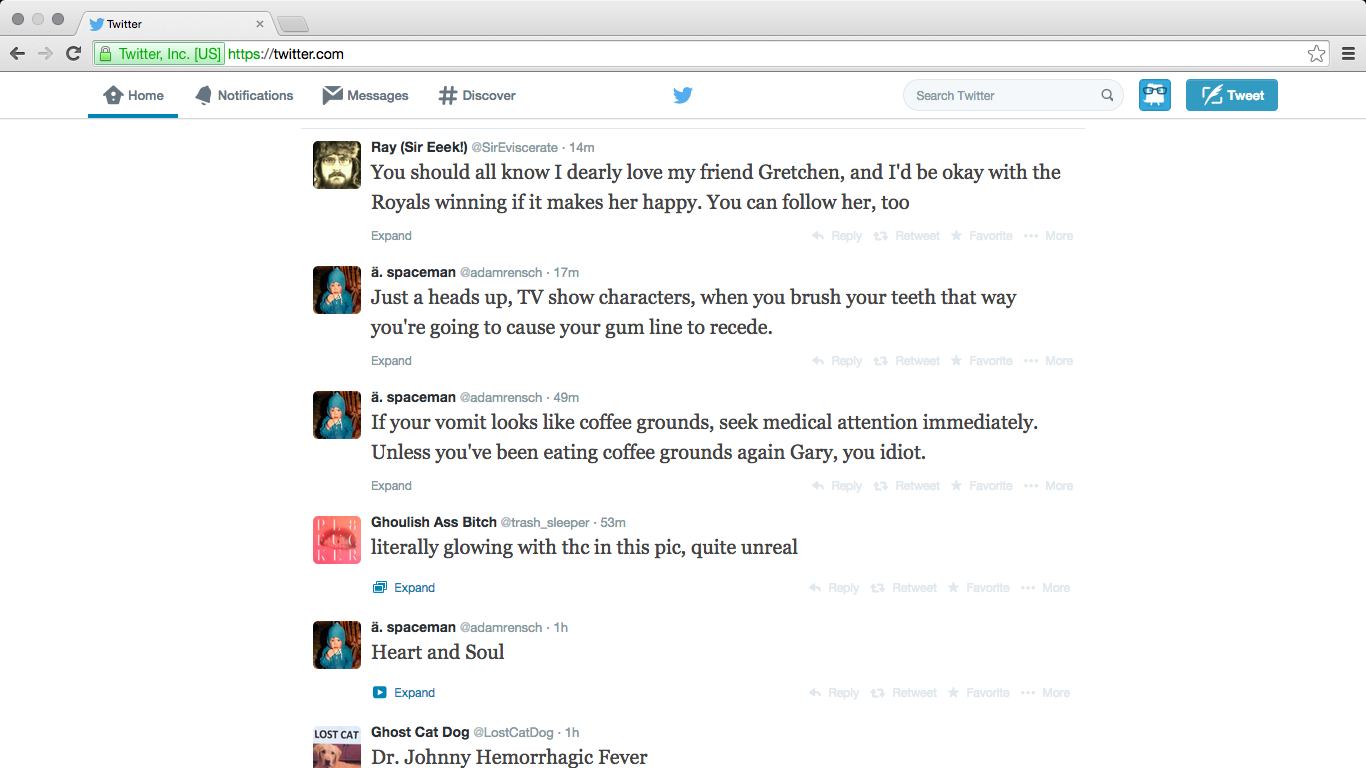 Twitter
Twitter, Inc. [US] https://twitter.com
Home Notifications Messages Discover Search Twitter Tweet
Ray (Sir Eeek!) @SirEviscerate · 14m
You should all know I dearly love my friend Gretchen, and I'd be okay with the
Royals winning if it makes her happy. You can follow her, too
Expand Reply Retweet Favorite More
ä. spaceman @adamrensch · 17m
Just a heads up, TV show characters, when you brush your teeth that way
you're going to cause your gum line to recede.
Expand Reply Retweet Favorite More
ä. spaceman @adamrensch · 49m
If your vomit looks like coffee grounds, seek medical attention immediately.
Unless you've been eating coffee grounds again Gary, you idiot.
Expand Reply Retweet Favorite More
Ghoulish Ass Bitch @trash_sleeper · 53m
literally glowing with thc in this pic, quite unreal
Expand Reply Retweet Favorite More
ä. spaceman @adamrensch · 1h
Heart and Soul
Expand Reply Retweet Favorite More
LOST CAT
Ghost Cat Dog @LostCatDog · 1h
Dr. Johnny Hemorrhagic Fever